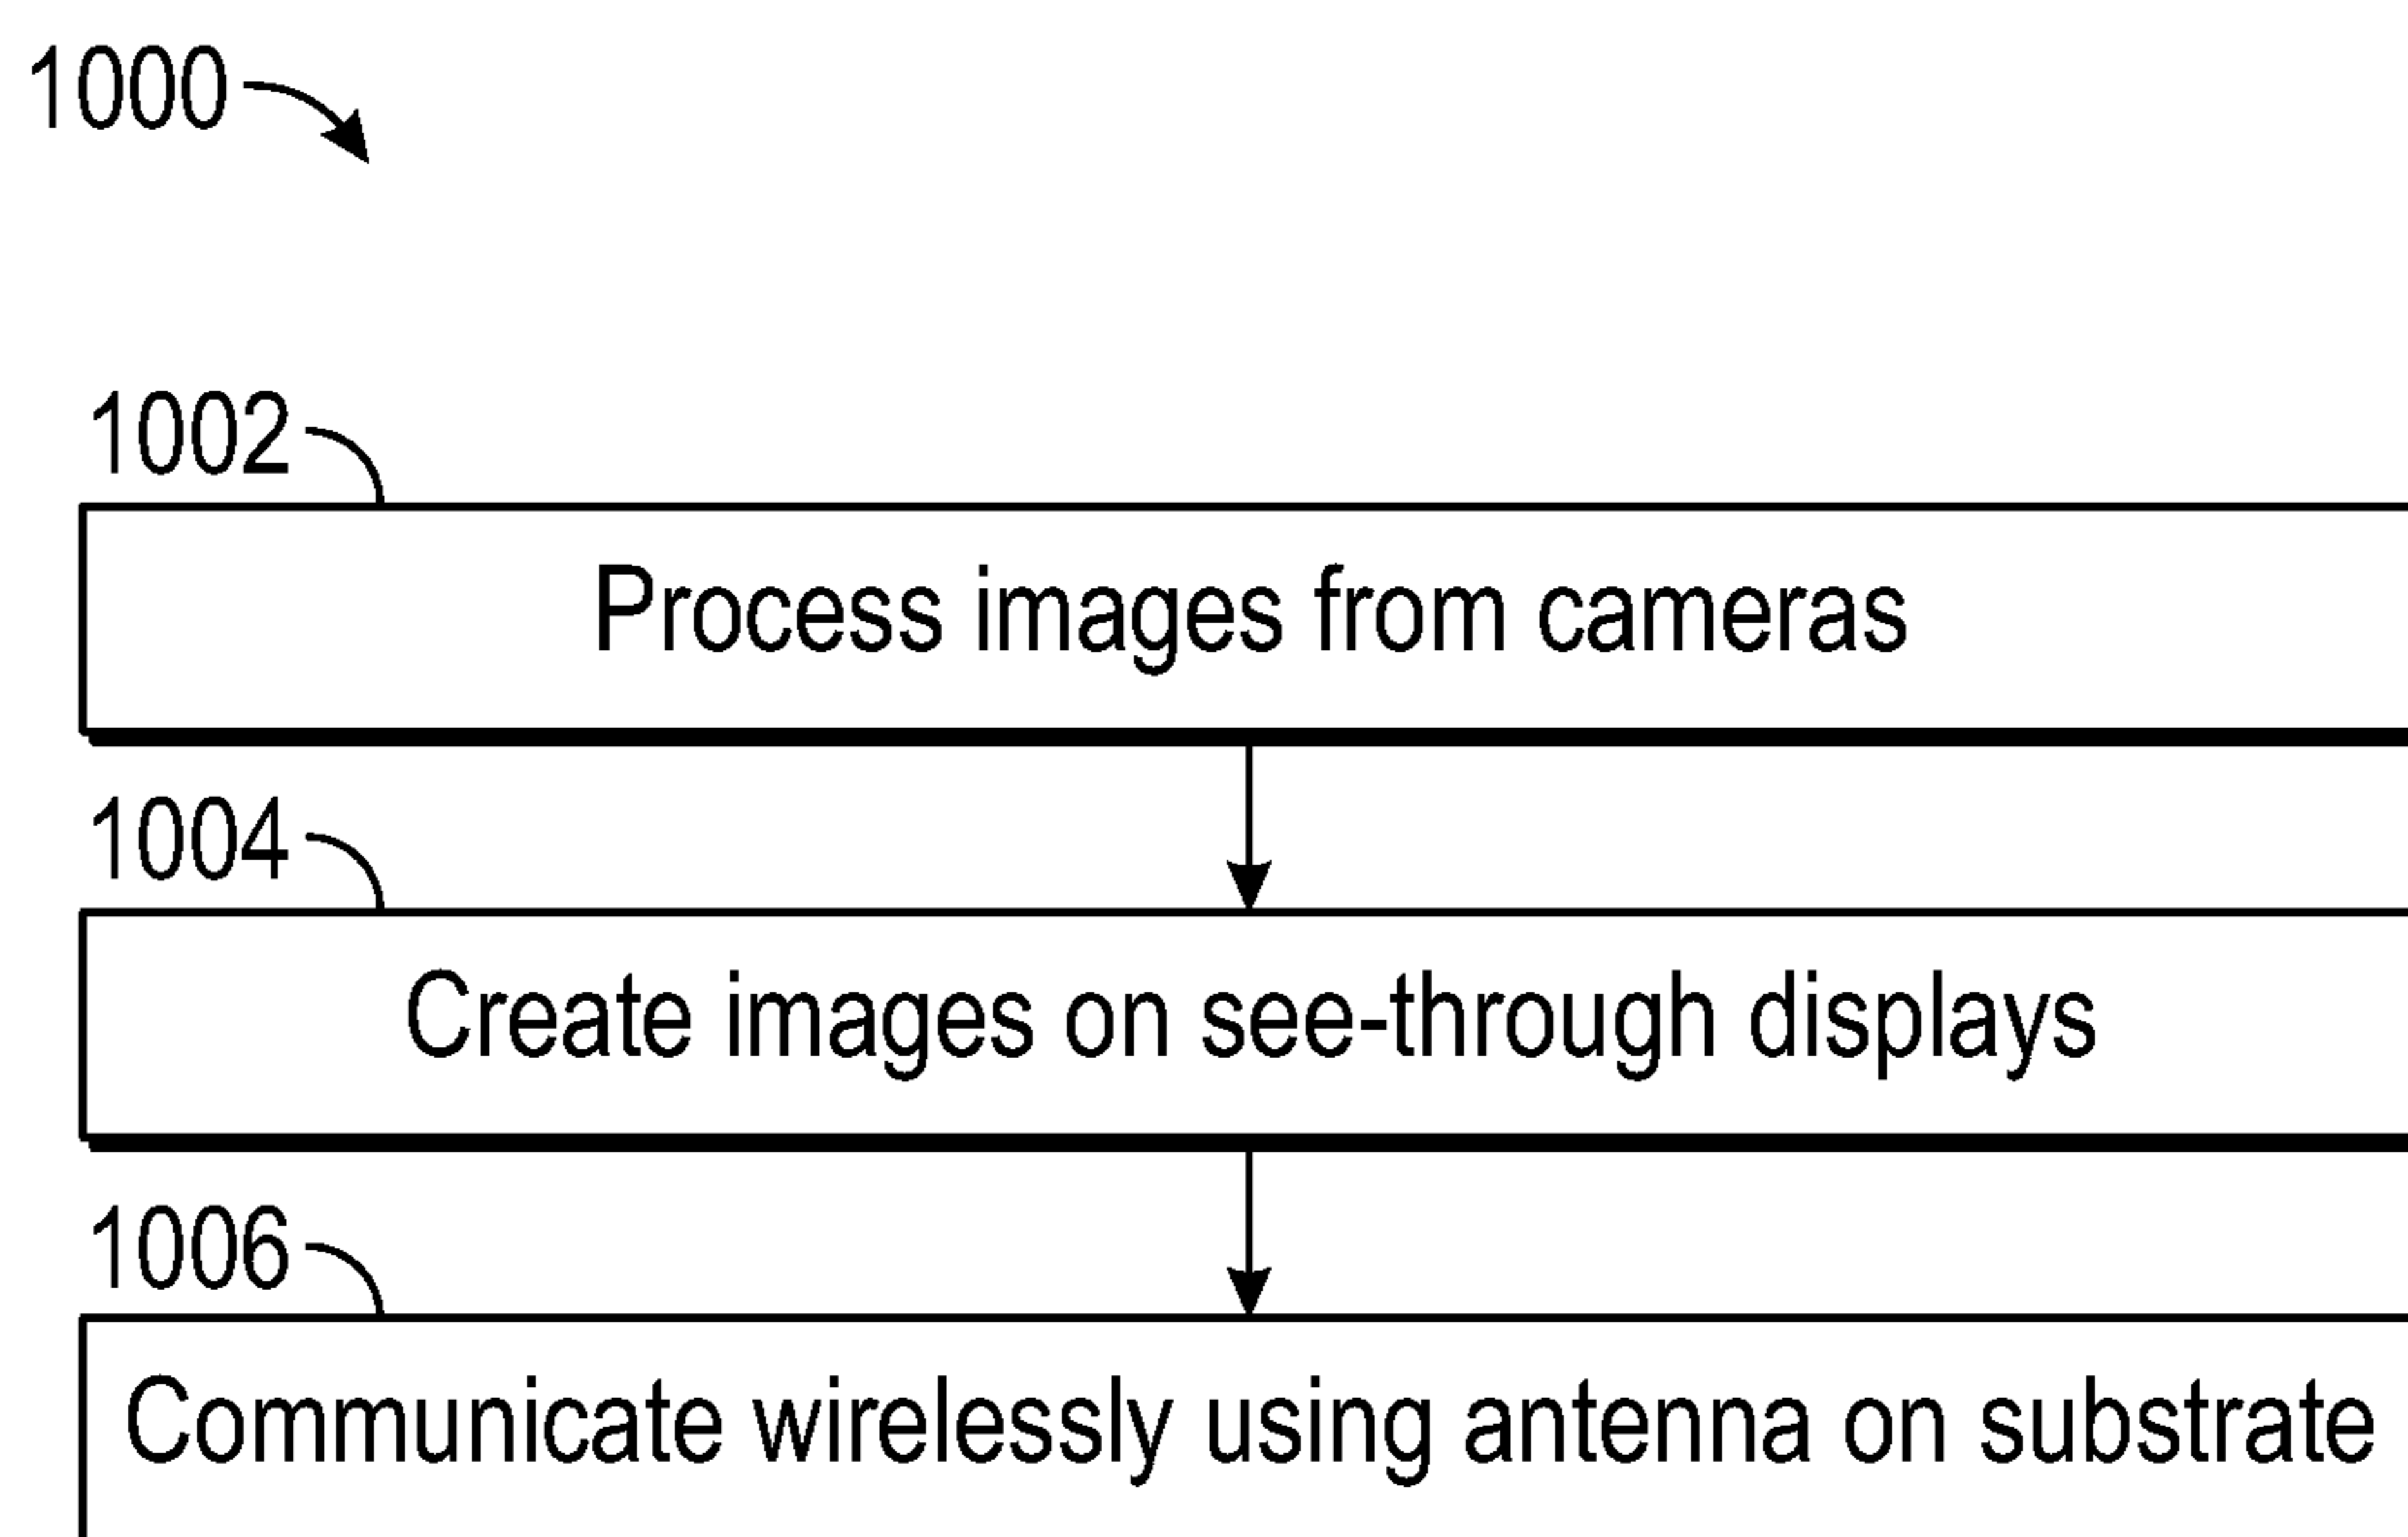 1000
1002
Process images from cameras
1004
Create images on see-through displays
1006
Communicate wirelessly using antenna on substrate